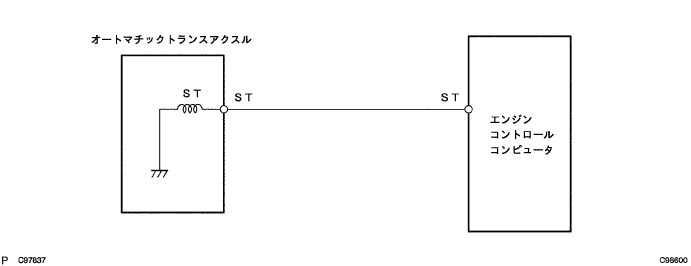 オートマチックトランスアクスル
ＳＴ
ＳＴ
ＳＴ
エンジン
コントロール
コンピュータ
P C97837
C98600